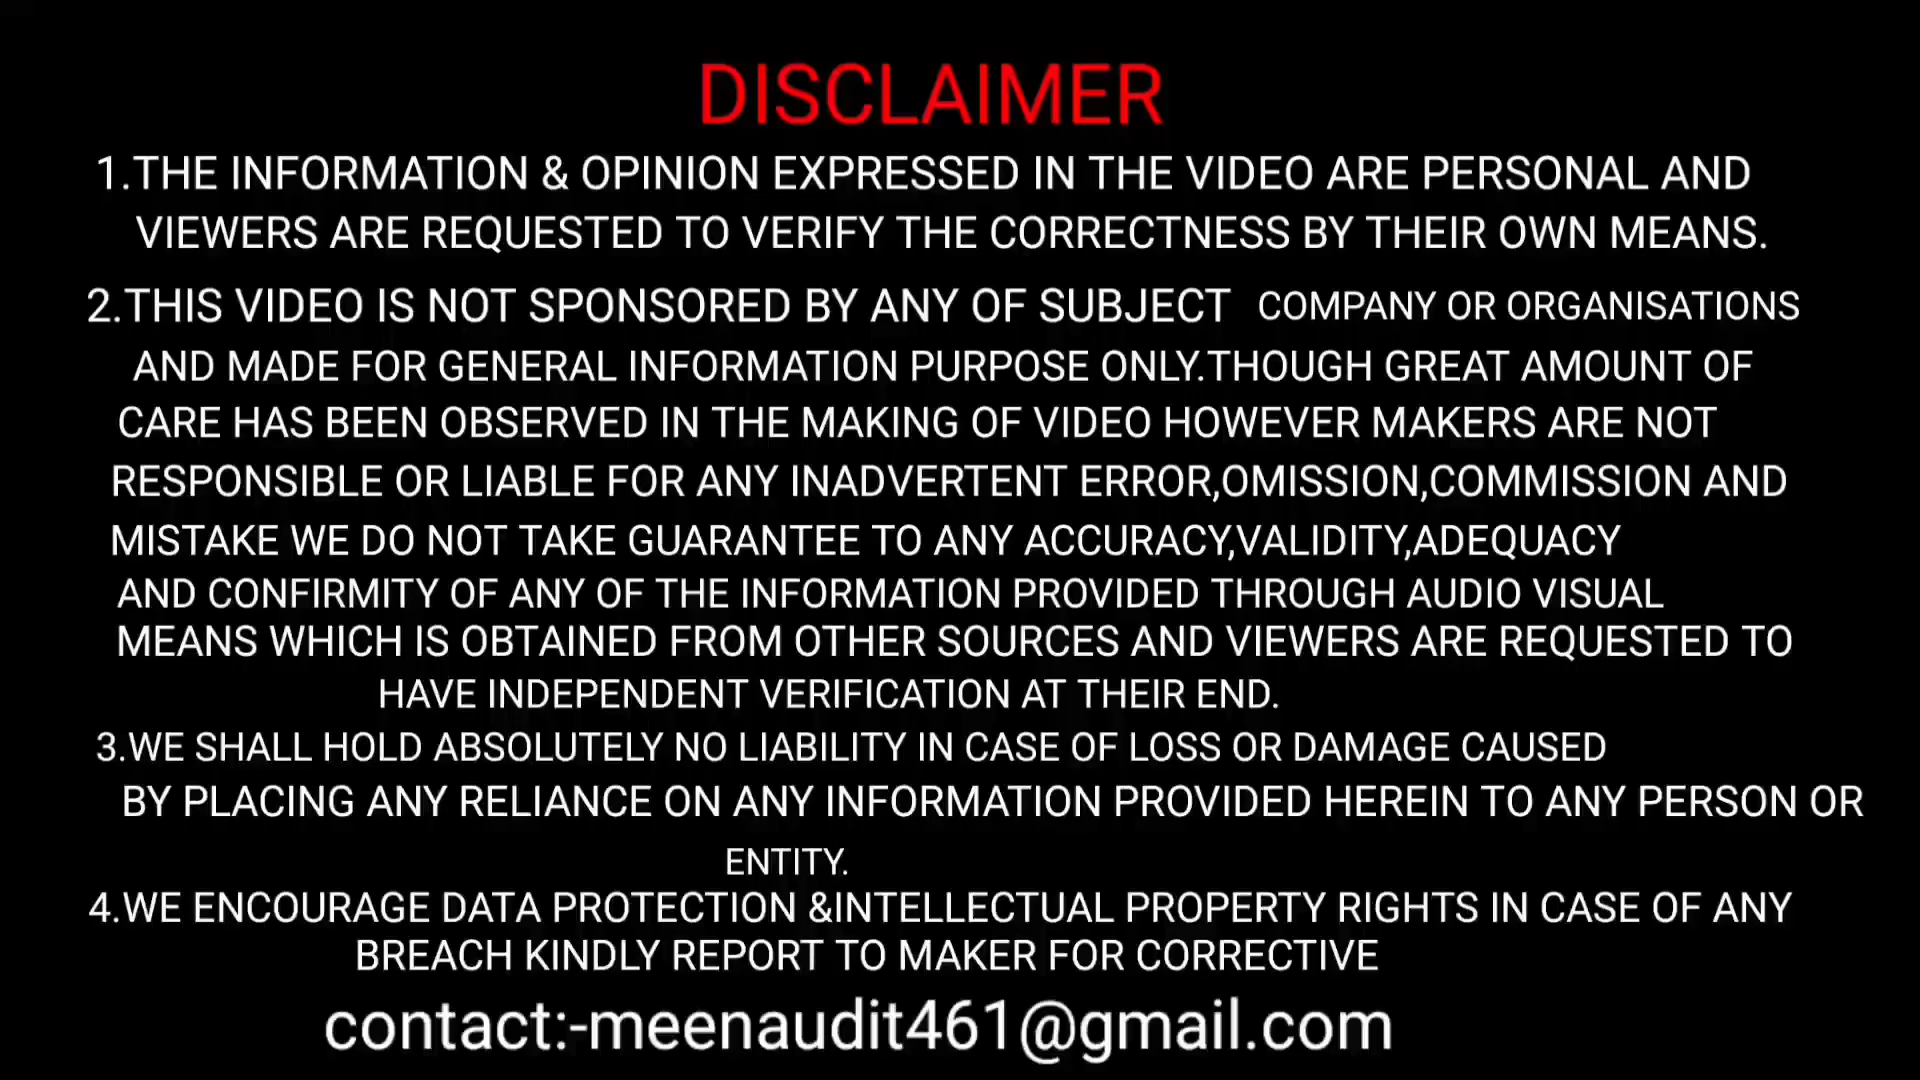 DISCLAIMER
1.THE INFORMATION & OPINION EXPRESSED IN THE VIDEO ARE PERSONAL AND
VIEWERS ARE REQUESTED TO VERIFY THE CORRECTNESS BY THEIR OWN MEANS.
2.THIS VIDEO IS NOT SPONSORED BY ANY OF SUBJECT COMPANY OR ORGANISATIONS
AND MADE FOR GENERAL INFORMATION PURPOSE ONLY.THOUGH GREAT AMOUNT OF
CARE HAS BEEN OBSERVED IN THE MAKING OF VIDEO HOWEVER MAKERS ARE NOT
RESPONSIBLE OR LIABLE FOR ANY INADVERTENT ERROR,OMISSION,COMMISSION AND
MISTAKE WE DO NOT TAKE GUARANTEE TO ANY ACCURACY,VALIDITY,ADEQUACY
AND CONFIRMITY OF ANY OF THE INFORMATION PROVIDED THROUGH AUDIO VISUAL
MEANS WHICH IS OBTAINED FROM OTHER SOURCES AND VIEWERS ARE REQUESTED TO
HAVE INDEPENDENT VERIFICATION AT THEIR END.
3.WE SHALL HOLD ABSOLUTELY NO LIABILITY IN CASE OF LOSS OR DAMAGE CAUSED
BY PLACING ANY RELIANCE ON ANY INFORMATION PROVIDED HEREIN TO ANY PERSON OR
ENTITY.
4.WE ENCOURAGE DATA PROTECTION &INTELLECTUAL PROPERTY RIGHTS IN CASE OF ANY
BREACH KINDLY REPORT TO MAKER FOR CORRECTIVE
contact:-meenaudit461@gmail.com